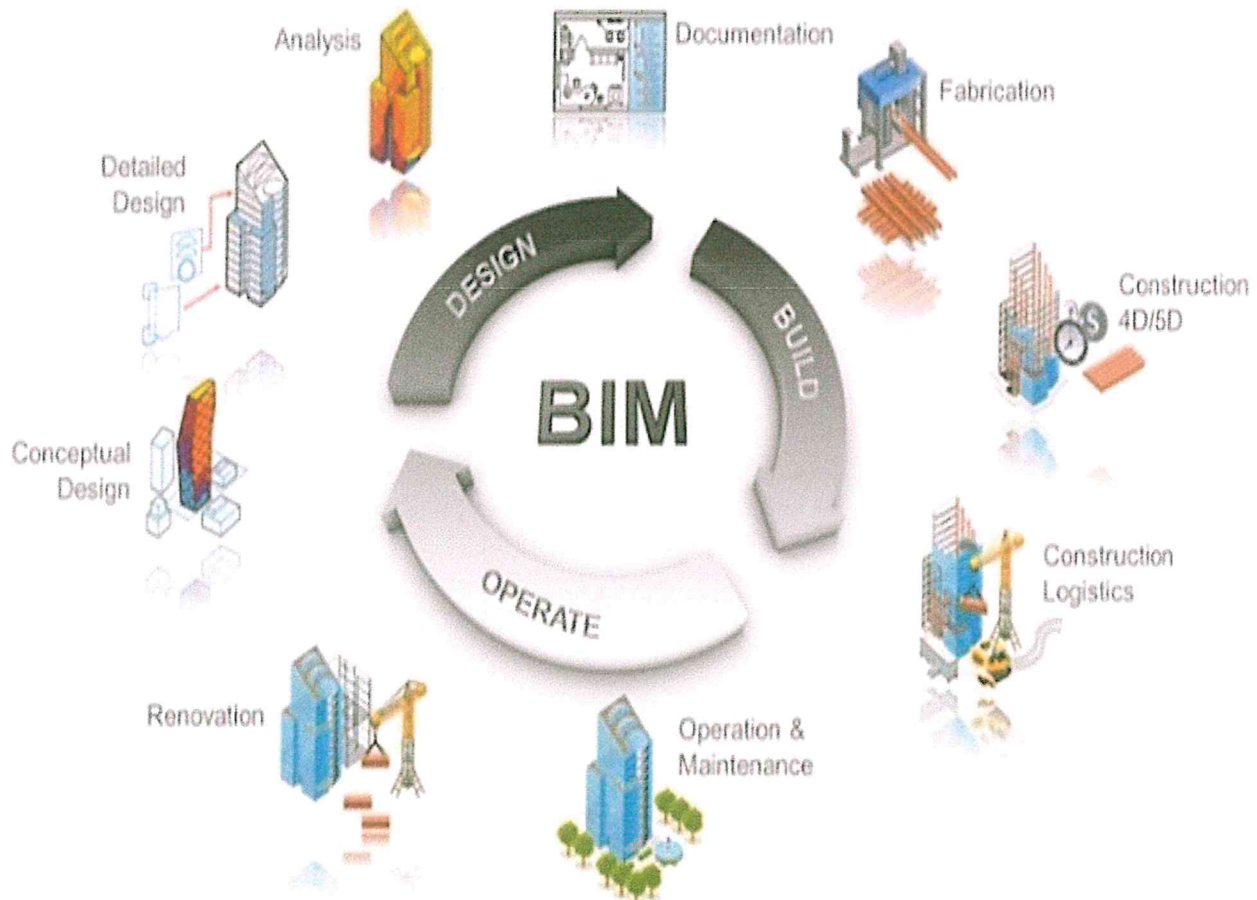 Analysis
Documentation
Fabrication
Detailed
Design
DESIGN
BUILD
Construction
4D/5D
BIM
Conceptual
Design
Construction
Logistics
OPERATE
Renovation
Operation &
Maintenance